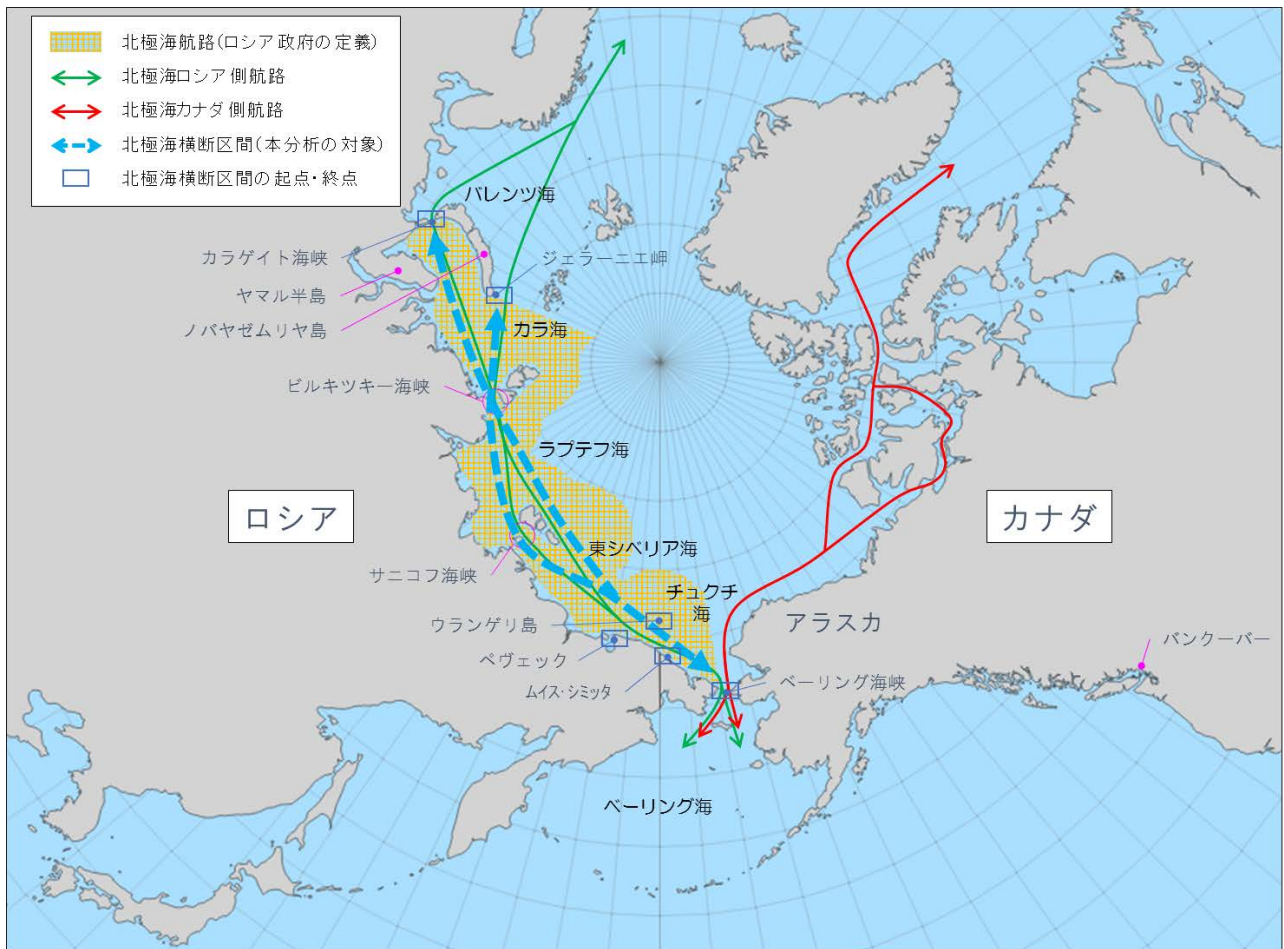 北極海航路(ロシア政府の定義)
北極海ロシア側航路
北極海カナダ側航路
北極海横断区間(本分析の対象)
北極海横断区間の起点・終点
バレンツ海
カラゲイト海峡
ジェラーニエ岬
ヤマル半島
ノバヤゼムリヤ島
カラ海
ビルキツキー海峡
ラプテフ海
ロシア
カナダ
東シベリア海
サニコフ海峡
チュクチ
海
ウランゲリ島
アラスカ
バンクーバー
ペヴェック
ムイス・シミッタ
ベーリング海峡
ベーリング海